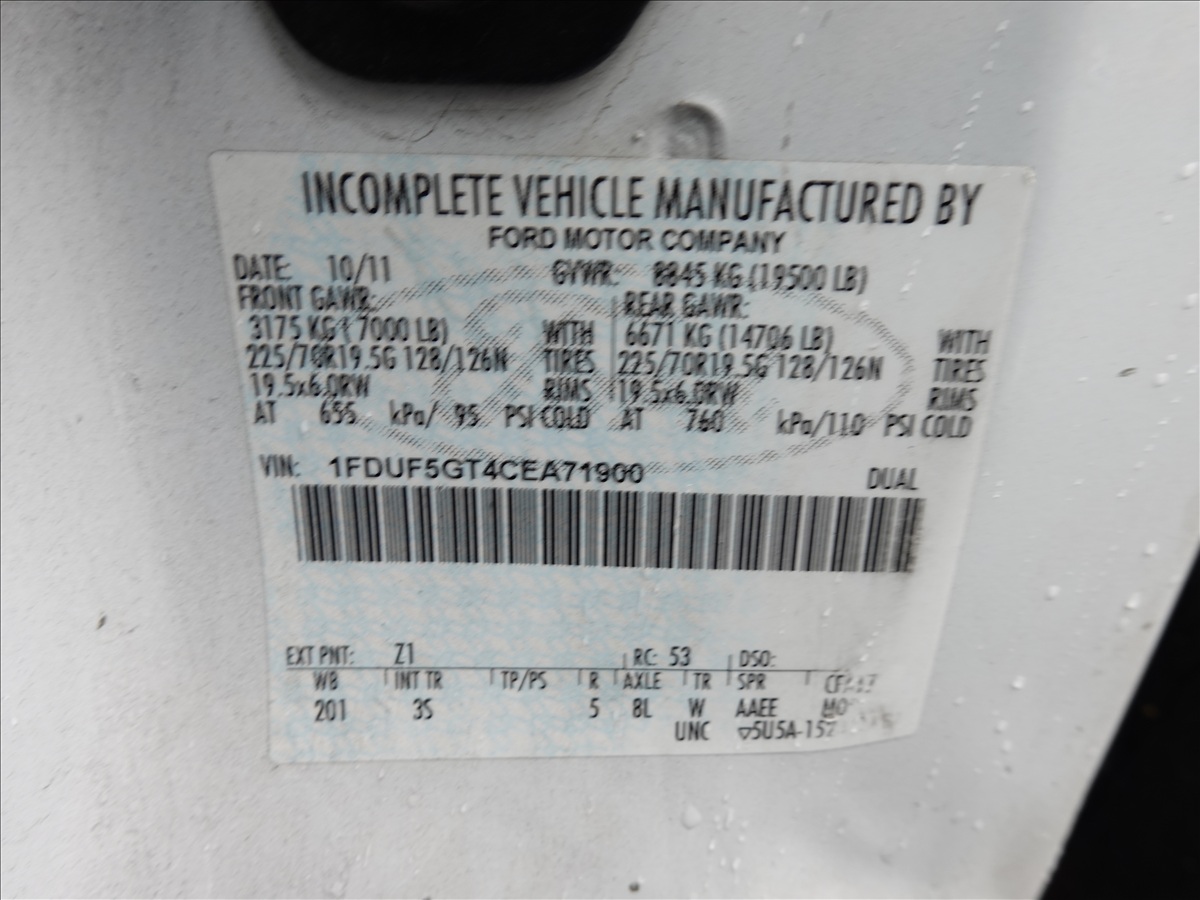 INCOMPLETE VEHICLE MANUFACTURED BY
FORD MOTOR COMPANY
DATE: 10/11 GVWR: 8845 KG (19500 LB)
FRONT GAWR: REAR GAWR:
3175 KG ( 7000 LB) WITH 6671 KG (14706 LB) WITH
225/70R19.5G 128/126N TIRES 225/70R19.5G 128/126N TIRES
19.5x6.0RW RIMS 19.5x6.0RW RIMS
AT 655 kPa/ 95 PSI COLD AT 760 kPa/110 PSI COLD
VIN: 1FDUF5GT4CEA71900 DUAL
EXT PNT: Z1 RC: 53 DSO:
WB INT TR TP/PS R AXLE TR SPR
201 3S 5 8L W AAEE
UNC ▽5U5A-152